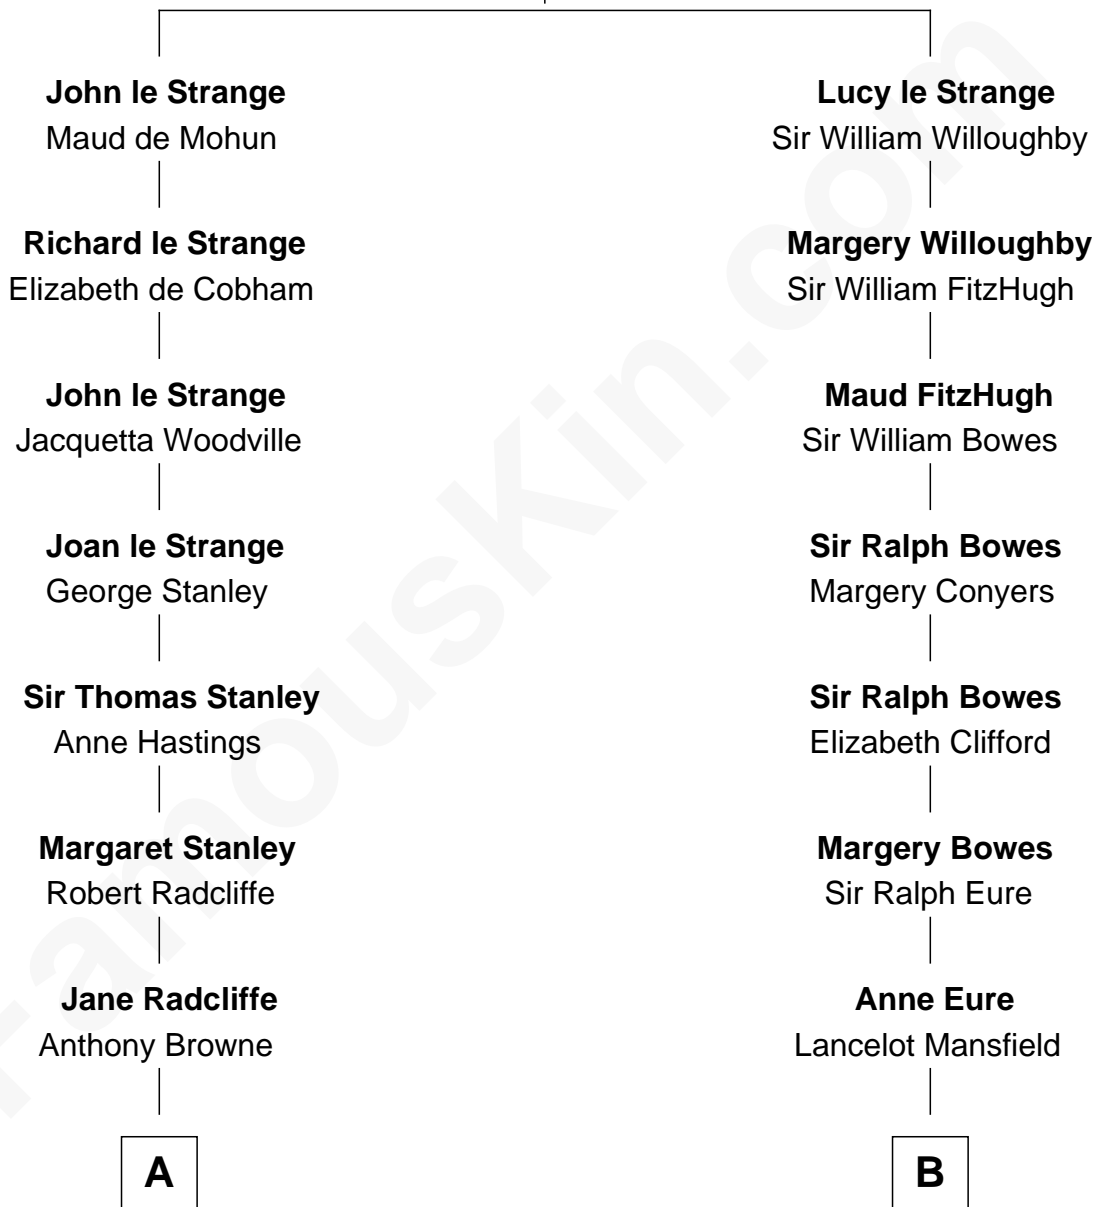 John le Strange
Maud de Mohun
Richard le Strange
Elizabeth de Cobham
John le Strange
Jacquetta Woodville
Joan le Strange
George Stanley
Sir Thomas Stanley
Anne Hastings
Margaret Stanley
Robert Radcliffe
Jane Radcliffe
Anthony Browne
A
Lucy le Strange
Sir William Willoughby
Margery Willoughby
Sir William FitzHugh
Maud FitzHugh
Sir William Bowes
Sir Ralph Bowes
Margery Conyers
Sir Ralph Bowes
Elizabeth Clifford
Margery Bowes
Sir Ralph Eure
Anne Eure
Lancelot Mansfield
B
FamousKin.com